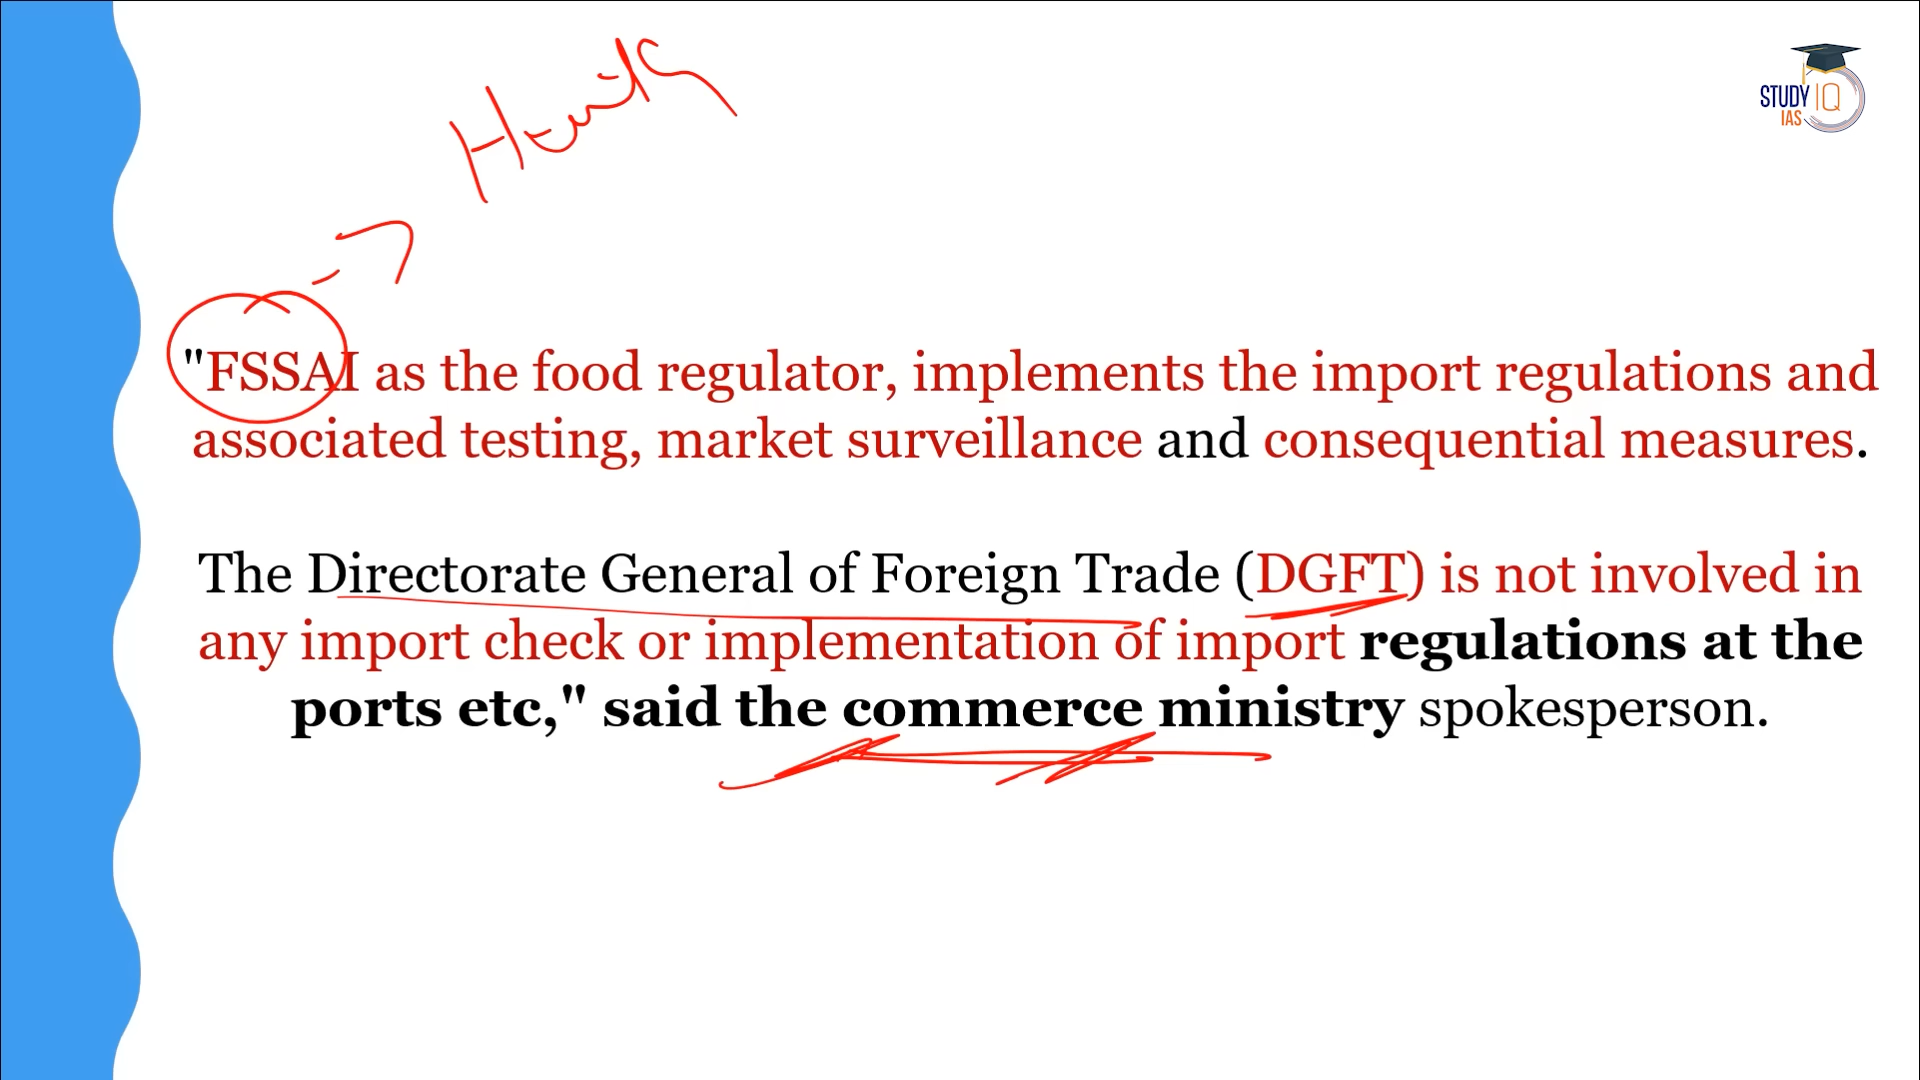 STUDY IQ
IAS
"FSSAI as the food regulator, implements the import regulations and
associated testing, market surveillance and consequential measures.
The Directorate General of Foreign Trade (DGFT) is not involved in
any import check or implementation of import regulations at the
ports etc," said the commerce ministry spokesperson.